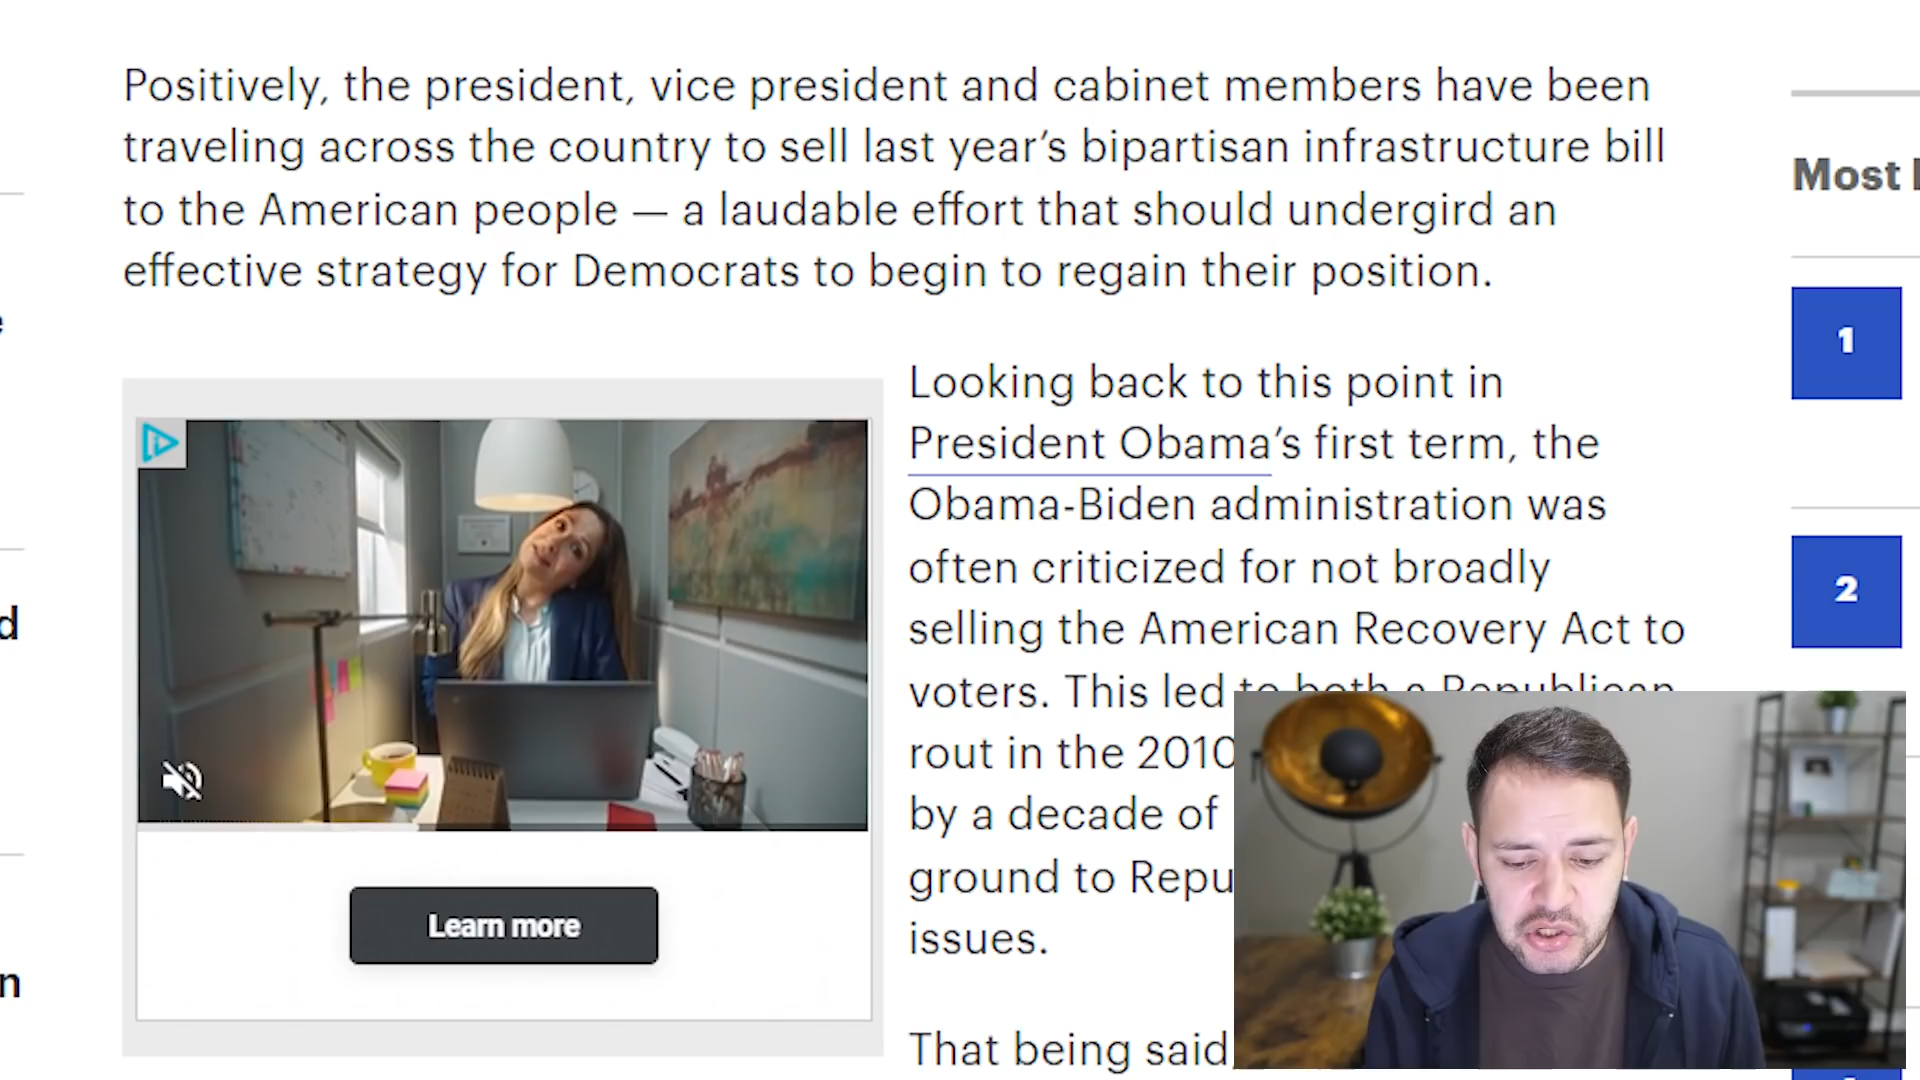 Positively, the president, vice president and cabinet members have been
traveling across the country to sell last year’s bipartisan infrastructure bill
to the American people — a laudable effort that should undergird an
effective strategy for Democrats to begin to regain their position.
Looking back to this point in
President Obama’s first term, the
Obama-Biden administration was
often criticized for not broadly
selling the American Recovery Act to
voters. This led to both a Republican
rout in the 2010
by a decade of
ground to Repu
issues.
That being said
Learn more
Most
1
2
e
d
n